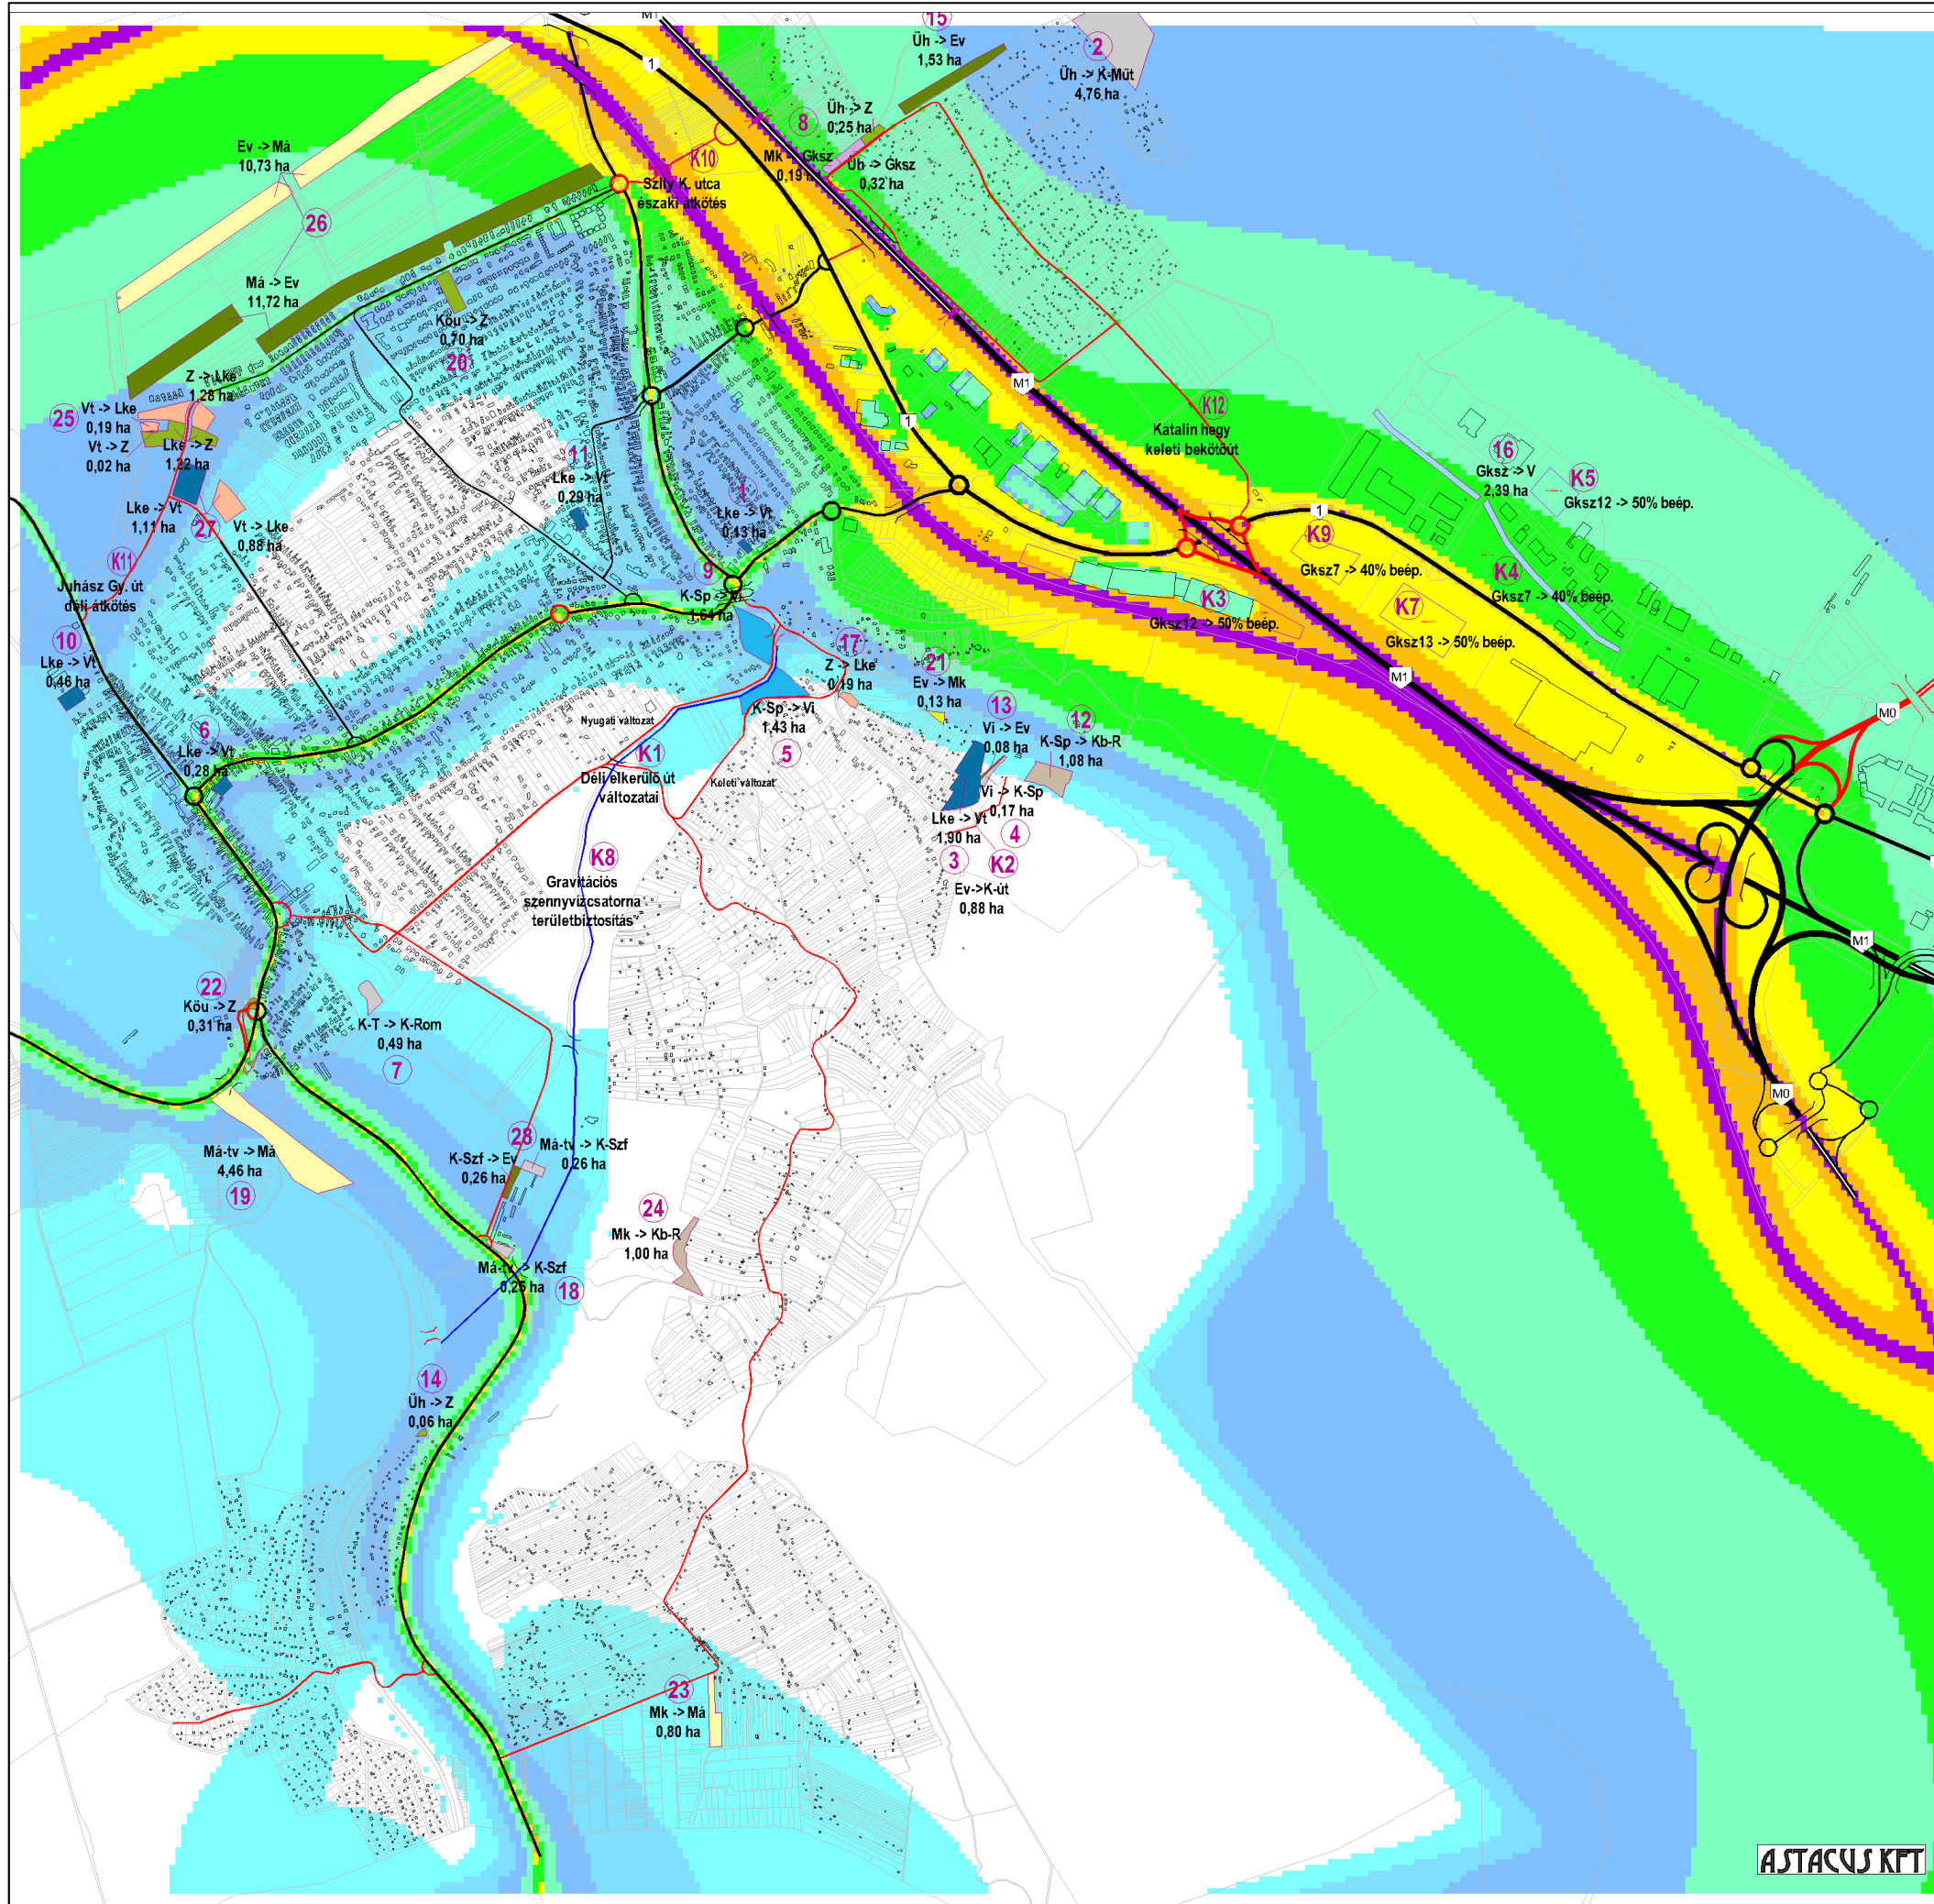 M1
1
15
Üh -> Ev
1,53 ha
2
Üh -> K-Müt
4,76 ha
8
Üh -> Z
0,25 ha
Mk -> Gksz
0,19 ha
Üh -> Gksz
0,32 ha
K10
Szily K. utca
északi átkötés
Ev -> Má
10,73 ha
26
Má -> Ev
11,72 ha
Köu -> Z
0,70 ha
20
Z -> Lke
1,28 ha
25
Vt -> Lke
0,19 ha
Vt -> Z
0,02 ha
Lke -> Z
1,22 ha
Lke -> Vt
1,11 ha
27
Vt -> Lke
0,88 ha
K11
Juhász Gy. út
déli átkötés
10
Lke -> Vt
0,46 ha
11
Lke -> Vt
0,29 ha
1
Lke -> Vt
0,13 ha
9
K-Sp -> Vi
1,64 ha
M1
1
K12
Katalin hegy
keleti bekötőút
16
Gksz -> V
2,39 ha
K5
Gksz12 -> 50% beép.
1
K9
Gksz7 -> 40% beép.
K4
Gksz7 -> 40% beép.
K3
Gksz12 -> 50% beép.
K7
Gksz13 -> 50% beép.
M1
M0
17
Z -> Lke
0,19 ha
21
Ev -> Mk
0,13 ha
13
Vi -> Ev
0,08 ha
12
K-Sp -> Kb-R
1,08 ha
Vi -> K-Sp
0,17 ha
4
Lke -> Vt
1,90 ha
3
K2
Ev->K-út
0,88 ha
6
Lke -> Vt
0,28 ha
Nyugati változat
K-Sp -> Vi
1,43 ha
5
K1
Déli elkerülő út
változatai
Keleti változat
K8
Gravitációs
szennyvízcsatorna
területbiztosítás
22
Köu -> Z
0,31 ha
K-T -> K-Rom
0,49 ha
7
M1
M0
Má-tv -> Má
4,46 ha
19
28
Má-tv -> K-Szf
0,26 ha
K-Szf -> Ev
0,26 ha
24
Mk -> Kb-R
1,00 ha
Má-tv -> K-Szf
0,25 ha
18
14
Üh -> Z
0,06 ha
23
Mk -> Má
0,80 ha
ASTACUS KFT